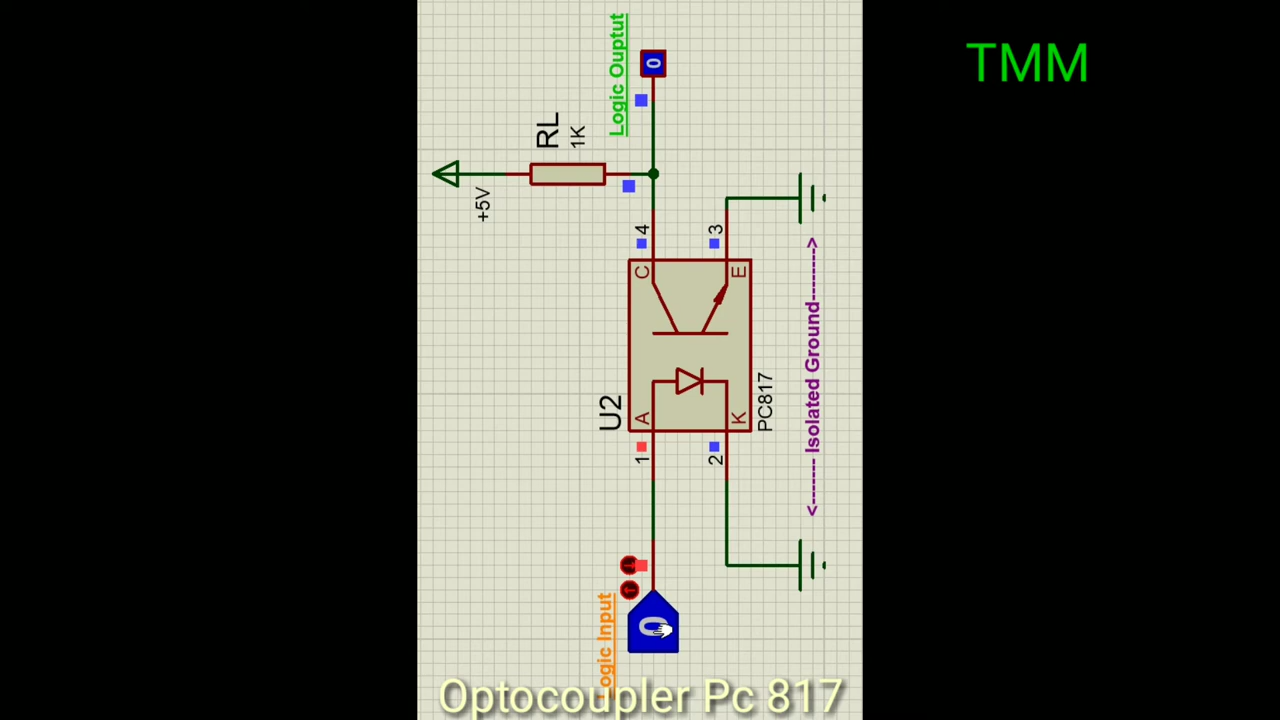 TMM
Logic Ouptut
0
RL
1K
+5V
4
3
C
E
U2
A
K
PC817
1
2
<------- Isolated Ground------->
Logic Input
0
Optocoupler Pc 817